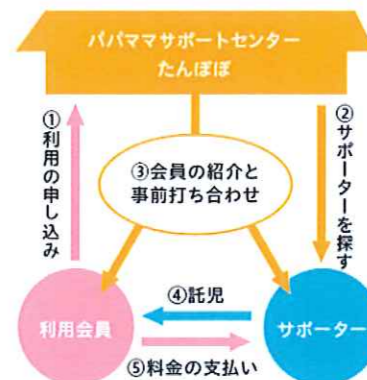 パパママサポートセンター
たんぽぽ
①利用の申し込み
②サポーターを探す
③会員の紹介と
事前打ち合わせ
④託児
利用会員
サポーター
⑤料金の支払い